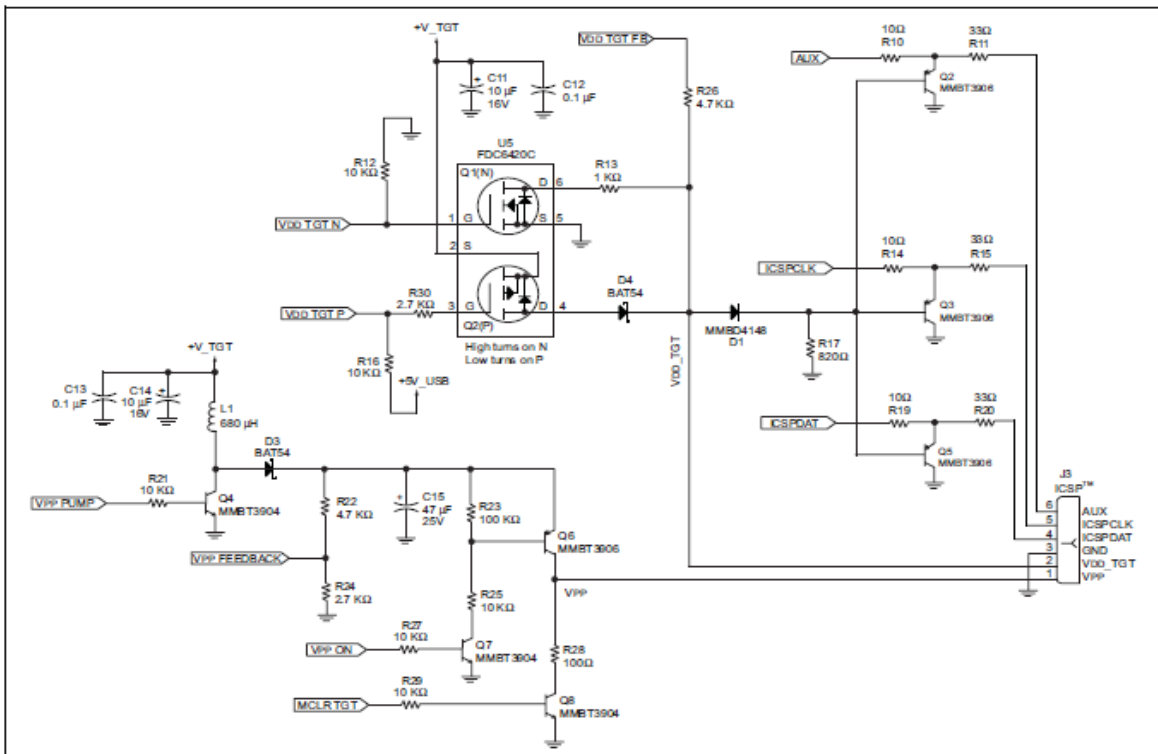 +V_TGT
VDD TGT FB
C11
10 µF
16V
C12
0.1 µF
R26
4.7 KΩ
10Ω
R10
33Ω
R11
AUX
Q2
MMBT3906
R12
10 KΩ
U5
FDC6420C
Q1(N)
D 6
R13
1 KΩ
VDD TGT N
1 G
S 5
2 S
R30
2.7 KΩ
VDD TGT P
3 G
D 4
Q2(P)
High turns on N
Low turns on P
D4
BAT54
VDD_TGT
MMBD4148
D1
R17
820Ω
10Ω
R14
33Ω
R15
ICSPCLK
Q3
MMBT3906
R16
10KΩ
+5V_USB
+V_TGT
C13
0.1 µF
C14
10 µF
16V
L1
680 µH
10Ω
R19
33Ω
R20
ICSPDAT
Q5
MMBT3906
D3
BAT54
R21
10 KΩ
VPP PUMP
Q4
MMBT3904
R22
4.7 KΩ
C15
47 µF
25V
R23
100 KΩ
Q6
MMBT3906
VPP FEEDBACK
R24
2.7 KΩ
R25
10KΩ
VPP
J3
ICSP™
6 AUX
5 ICSPCLK
4 ICSPDAT
3 GND
2 VDD_TGT
1 VPP
R27
10 KΩ
VPP ON
Q7
MMBT3904
R28
100Ω
R29
10 KΩ
MCLR TGT
Q8
MMBT3904